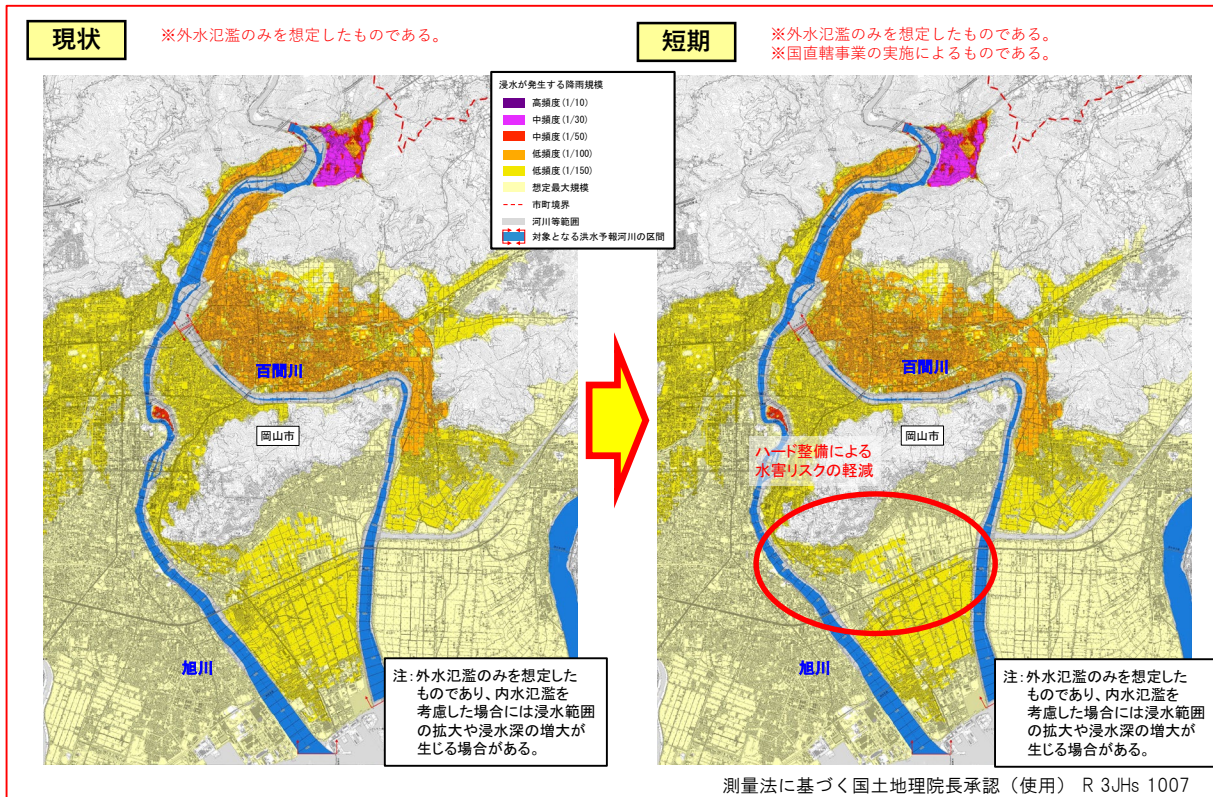 現状
※外水氾濫のみを想定したものである。
短期
※外水氾濫のみを想定したものである。
※国直轄事業の実施によるものである。
浸水が発生する降雨規模
高頻度(1/10)
中頻度(1/30)
中頻度(1/50)
低頻度(1/100)
低頻度(1/150)
想定最大規模
市町境界
河川等範囲
対象となる洪水予報河川の区間
百間川
岡山市
旭川
注:外水氾濫のみを想定した
ものであり、内水氾濫を
考慮した場合には浸水範囲
の拡大や浸水深の増大が
生じる場合がある。
百間川
岡山市
ハード整備による
水害リスクの軽減
旭川
注:外水氾濫のみを想定した
ものであり、内水氾濫を
考慮した場合には浸水範囲
の拡大や浸水深の増大が
生じる場合がある。
測量法に基づく国土地理院長承認（使用） R 3JHs 1007